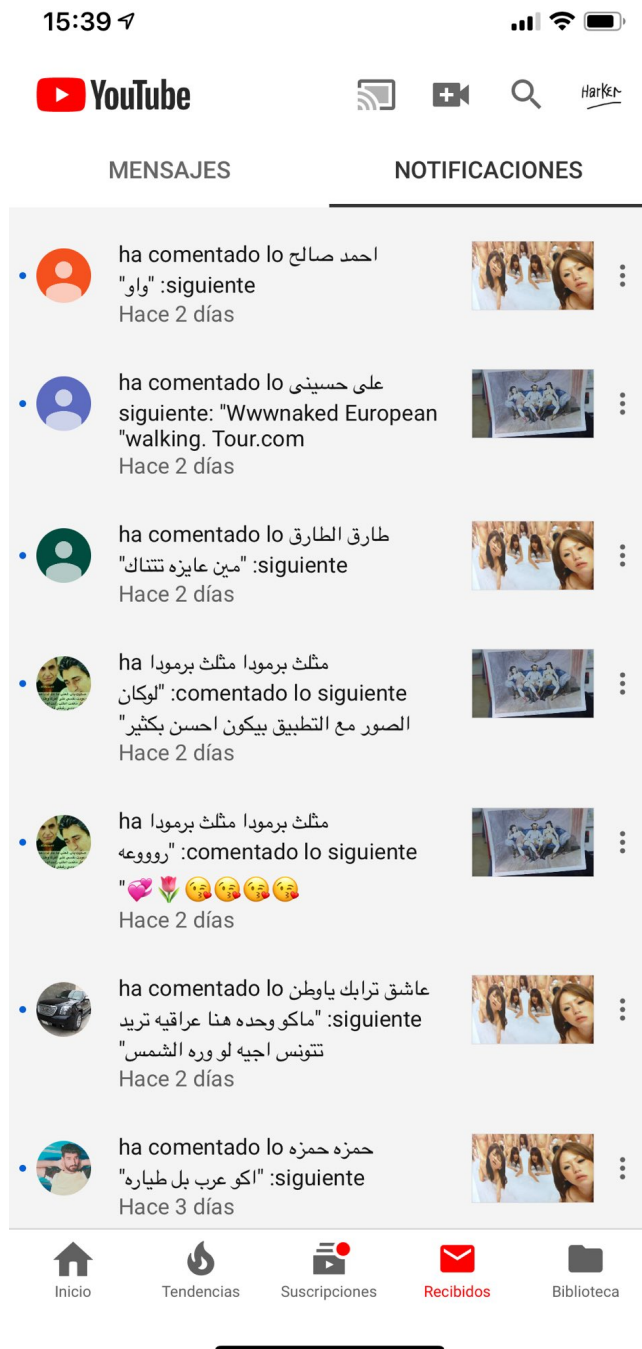 15:39
YouTube
Harker
MENSAJES
NOTIFICACIONES
احمد صالح ha comentado lo
siguiente: "واو"
Hace 2 días
على حسينى ha comentado lo
siguiente: "Wwwnaked European
walking. Tour.com"
Hace 2 días
طارق الطارق ha comentado lo
siguiente: "مين عايزه تتناك"
Hace 2 días
مثلث برمودا مثلث برمودا ha
comentado lo siguiente: "لوكان
الصور مع التطبيق بيكون احسن بكثير"
Hace 2 días
مثلث برمودا مثلث برمودا ha
comentado lo siguiente: "روووعه
😘😘😘😘🌷💞"
Hace 2 días
عاشق ترابك ياوطن ha comentado lo
siguiente: "ماكو وحده هنا عراقيه تريد
تتونس اجيه لو وره الشمس"
Hace 2 días
حمزه حمزه ha comentado lo
siguiente: "اكو عرب بل طياره"
Hace 3 días
Inicio
Tendencias
Suscripciones
Recibidos
Biblioteca